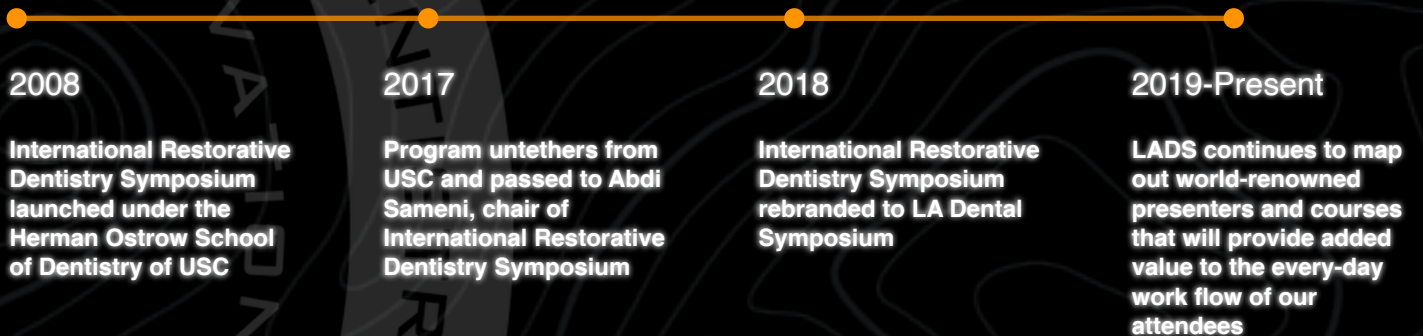 2008
International Restorative
Dentistry Symposium
launched under the
Herman Ostrow School
of Dentistry of USC
2017
Program untethers from
USC and passed to Abdi
Sameni, chair of
International Restorative
Dentistry Symposium
2018
International Restorative
Dentistry Symposium
rebranded to LA Dental
Symposium
2019-Present
LADS continues to map
out world-renowned
presenters and courses
that will provide added
value to the every-day
work flow of our
attendees